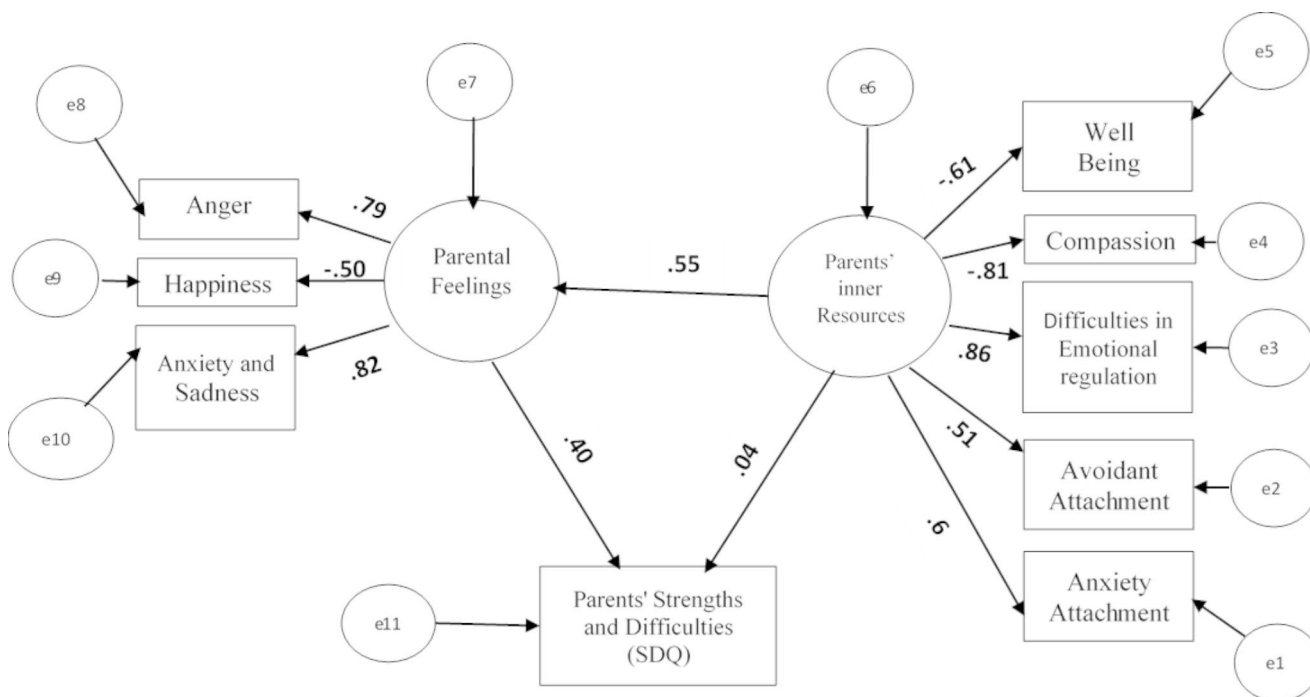 e5
e7
e6
e8
Well
Being
-.61
Anger
.79
Compassion
e4
Parental
Feelings
.55
Parents’
inner
Resources
-.81
e9
Happiness
-.50
Difficulties in
Emotional
regulation
e3
.86
Anxiety and
Sadness
.82
e10
.40
.04
.51
Avoidant
Attachment
e2
.6
Anxiety
Attachment
e11
Parents' Strengths
and Difficulties
(SDQ)
e1